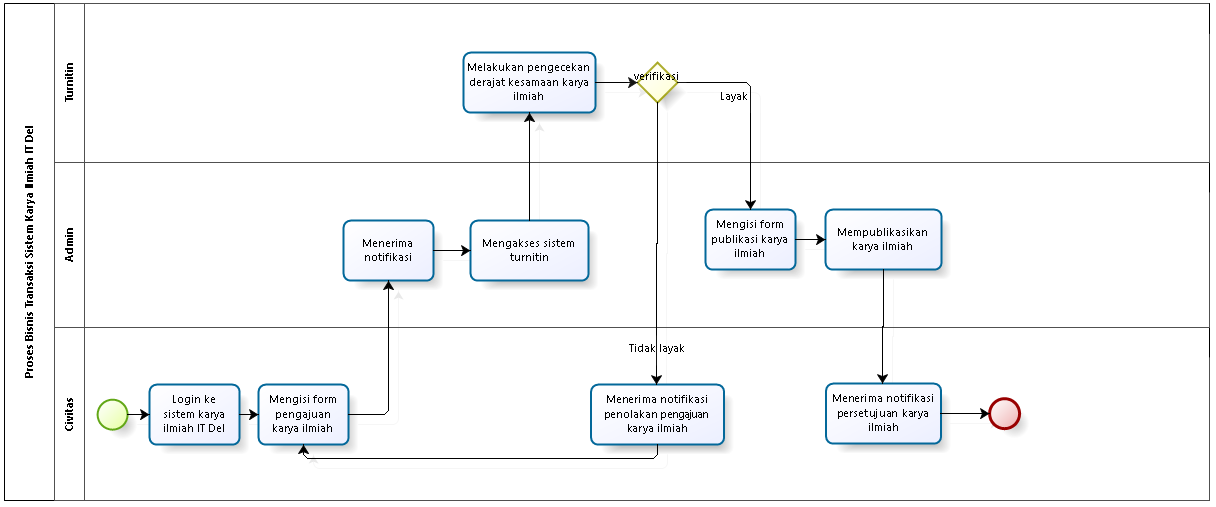 Proses Bisnis Transaksi Sistem Karya Ilmiah IT Del
Turnitin
Melakukan pengecekan
derajat kesamaan karya
ilmiah
verifikasi
Layak
Admin
Menerima
notifikasi
Mengakses sistem
turnitin
Mengisi form
publikasi karya
ilmiah
Mempublikasikan
karya ilmiah
Civitas
Tidak layak
Login ke
sistem karya
ilmiah IT Del
Mengisi form
pengajuan
karya ilmiah
Menerima notifikasi
penolakan pengajuan
karya ilmiah
Menerima notifikasi
persetujuan karya
ilmiah